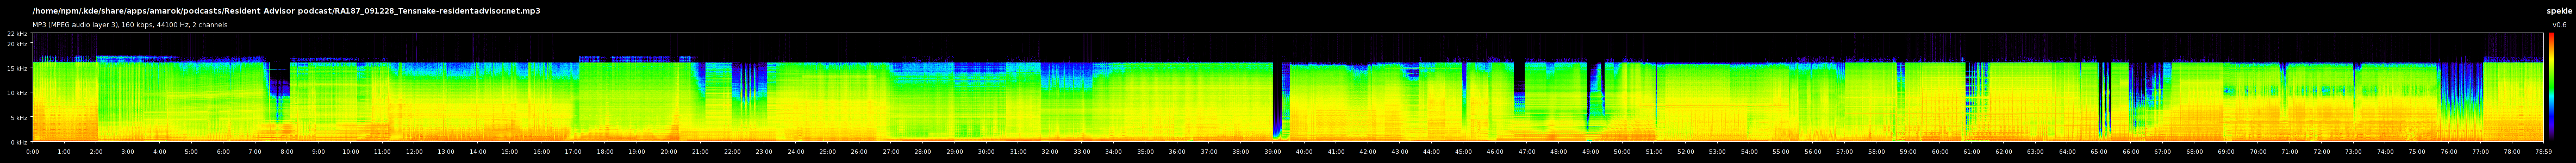 /home/npm/.kde/share/apps/amarok/podcasts/Resident Advisor podcast/RA187_091228_Tensnake-residentadvisor.net.mp3
spekle
MP3 (MPEG audio layer 3), 160 kbps, 44100 Hz, 2 channels
v0.6
22 kHz
20 kHz
15 kHz
10 kHz
5 kHz
0 kHz
0:00 1:00 2:00 3:00 4:00 5:00 6:00 7:00 8:00 9:00 10:00 11:00 12:00 13:00 14:00 15:00 16:00 17:00 18:00 19:00 20:00 21:00 22:00 23:00 24:00 25:00 26:00 27:00 28:00 29:00 30:00 31:00 32:00 33:00 34:00 35:00 36:00 37:00 38:00 39:00 40:00 41:00 42:00 43:00 44:00 45:00 46:00 47:00 48:00 49:00 50:00 51:00 52:00 53:00 54:00 55:00 56:00 57:00 58:00 59:00 60:00 61:00 62:00 63:00 64:00 65:00 66:00 67:00 68:00 69:00 70:00 71:00 72:00 73:00 74:00 75:00 76:00 77:00 78:00 78:59